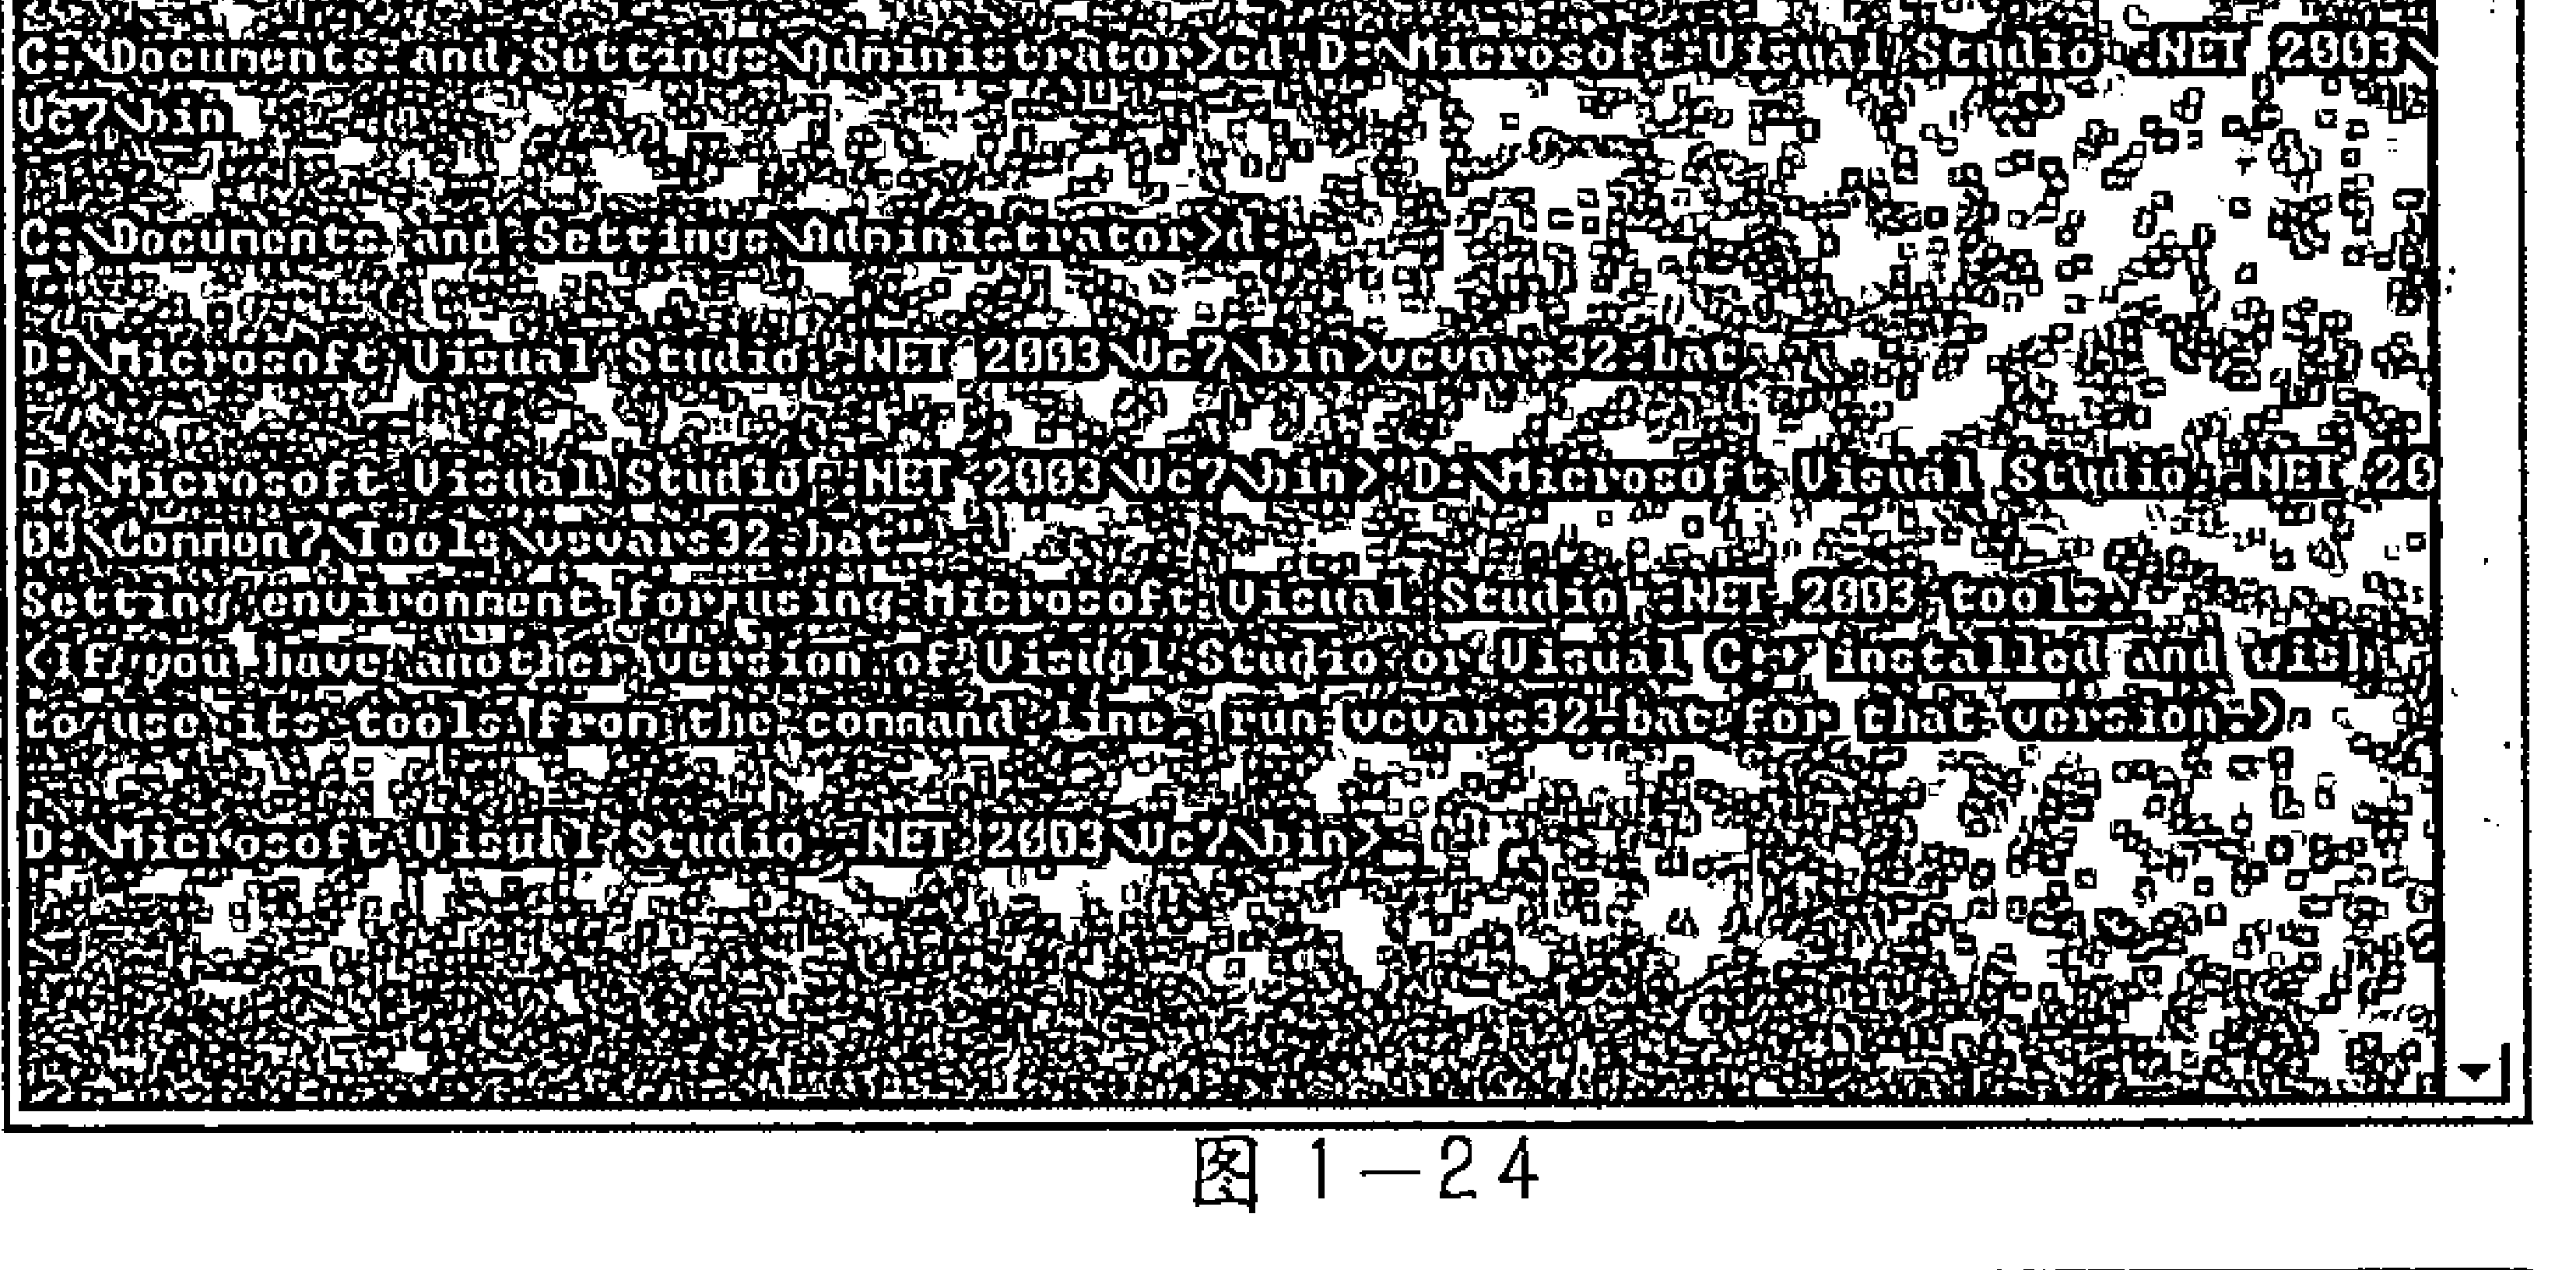 C:\Documents and Settings\Administrator>cd D:\Microsoft Visual Studio .NET 2003\
Vc7\bin
C:\Documents and Settings\Administrator>d:
D:\Microsoft Visual Studio .NET 2003\Vc7\bin>vcvars32.bat
D:\Microsoft Visual Studio .NET 2003\Vc7\bin>"D:\Microsoft Visual Studio .NET 20
03\Common7\Tools\vsvars32.bat"
Setting environment for using Microsoft Visual Studio .NET 2003 tools.
(If you have another version of Visual Studio or Visual C++ installed and wish
to use its tools from the command line, run vcvars32.bat for that version.)
D:\Microsoft Visual Studio .NET 2003\Vc7\bin>
图 1-24